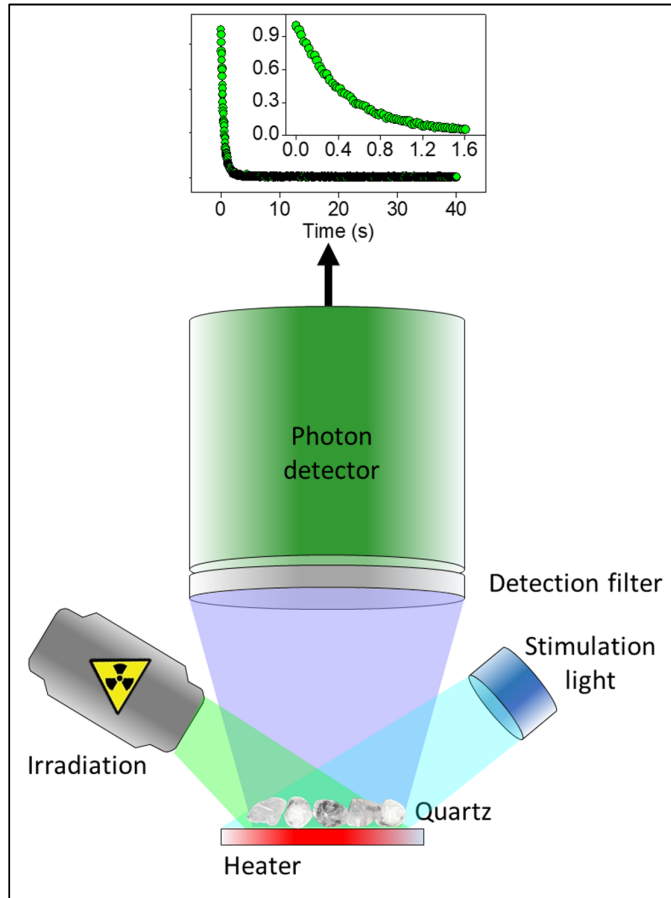 0.9
0.6
0.3
0.0
0.0 0.4 0.8 1.2 1.6
0 10 20 30 40
Time (s)
Photon
detector
Detection filter
Stimulation
light
Irradiation
Quartz
Heater